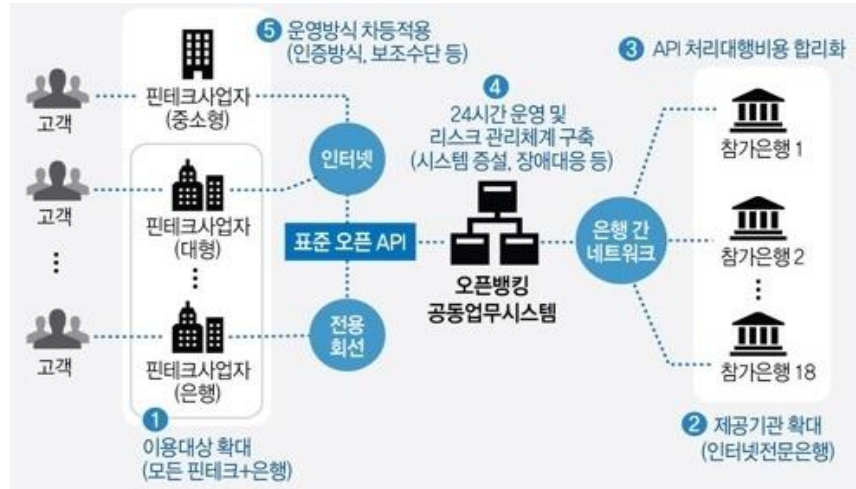 ⑤ 운영방식 차등적용
(인증방식, 보조수단 등)
③ API 처리대행비용 합리화
④
24시간 운영 및
리스크 관리체계 구축
(시스템 증설, 장애대응 등)
고객
핀테크사업자
(중소형)
인터넷
참가은행 1
고객
핀테크사업자
(대형)
표준 오픈 API
은행 간
네트워크
참가은행 2
오픈뱅킹
공동업무시스템
고객
핀테크사업자
(은행)
전용
회선
참가은행 18
①
이용대상 확대
(모든 핀테크+은행)
② 제공기관 확대
(인터넷전문은행)